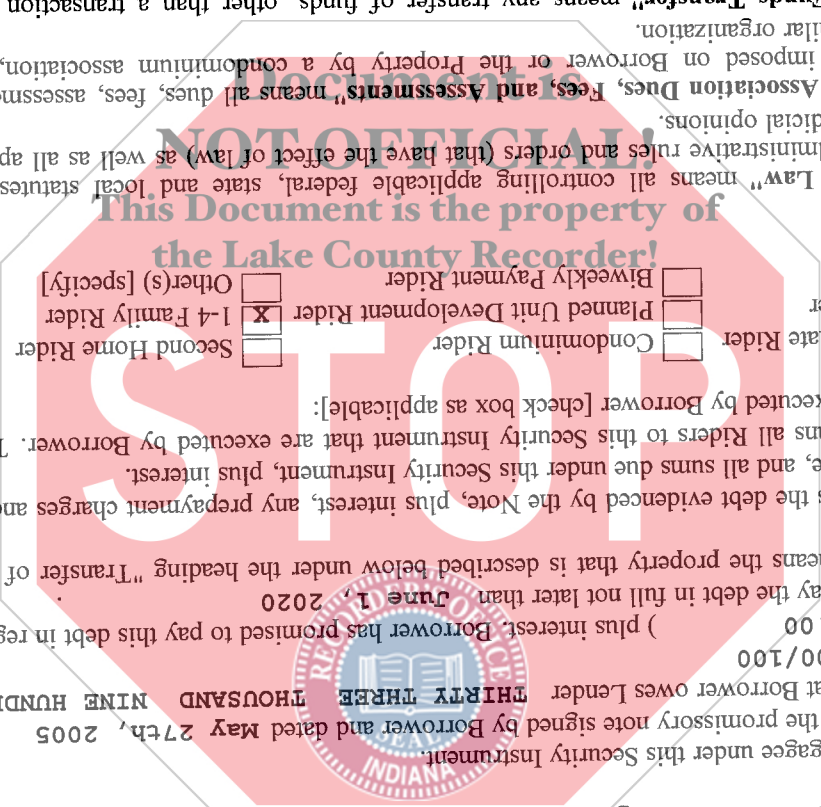 gagee under this Security Instrument.
the promissory note signed by Borrower and dated May 27th, 2005
at Borrower owes Lender THIRTY THREE THOUSAND NINE HUND
00/100
00 ) plus interest. Borrower has promised to pay this debt in reg
ay the debt in full not later than June 1, 2020 .
eans the property that is described below under the heading "Transfer of
s the debt evidenced by the Note, plus interest, any prepayment charges an
e, and all sums due under this Security Instrument, plus interest.
ans all Riders to this Security Instrument that are executed by Borrower. T
xecuted by Borrower [check box as applicable]:
ate Rider Condominium Rider Second Home Rider
er Planned Unit Development Rider X 1-4 Family Rider
Biweekly Payment Rider Other(s) [specify]
Law" means all controlling applicable federal, state and local statutes
dministrative rules and orders (that have the effect of law) as well as all ap
dicial opinions.
Association Dues, Fees, and Assessments" means all dues, fees, assessme
imposed on Borrower or the Property by a condominium association,
ilar organization.
Funds Transfer" means any transfer of funds, other than a transaction
Document is
NOT OFFICIAL!
This Document is the property of
the Lake County Recorder!
STOP
RECORDER'S OFFICE
SEAL
INDIANA